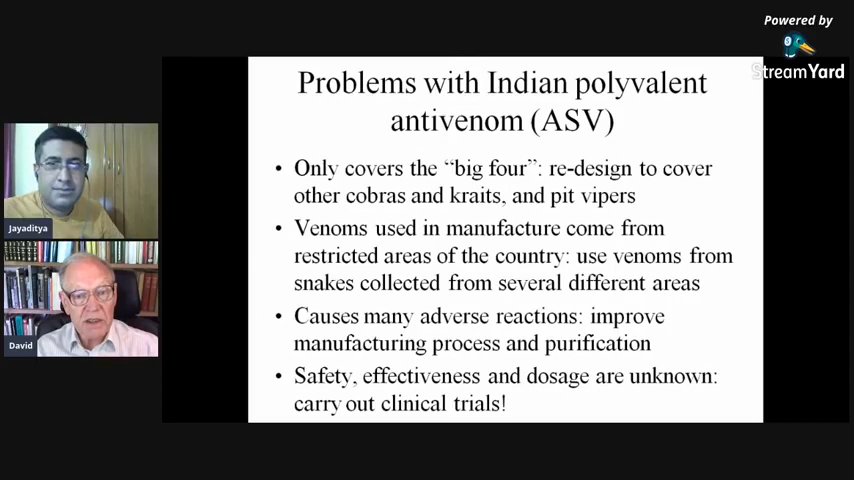 Powered by
StreamYard
Problems with Indian polyvalent
antivenom (ASV)
• Only covers the “big four”: re-design to cover
other cobras and kraits, and pit vipers
• Venoms used in manufacture come from
restricted areas of the country: use venoms from
snakes collected from several different areas
• Causes many adverse reactions: improve
manufacturing process and purification
• Safety, effectiveness and dosage are unknown:
carry out clinical trials!
Jayaditya
David